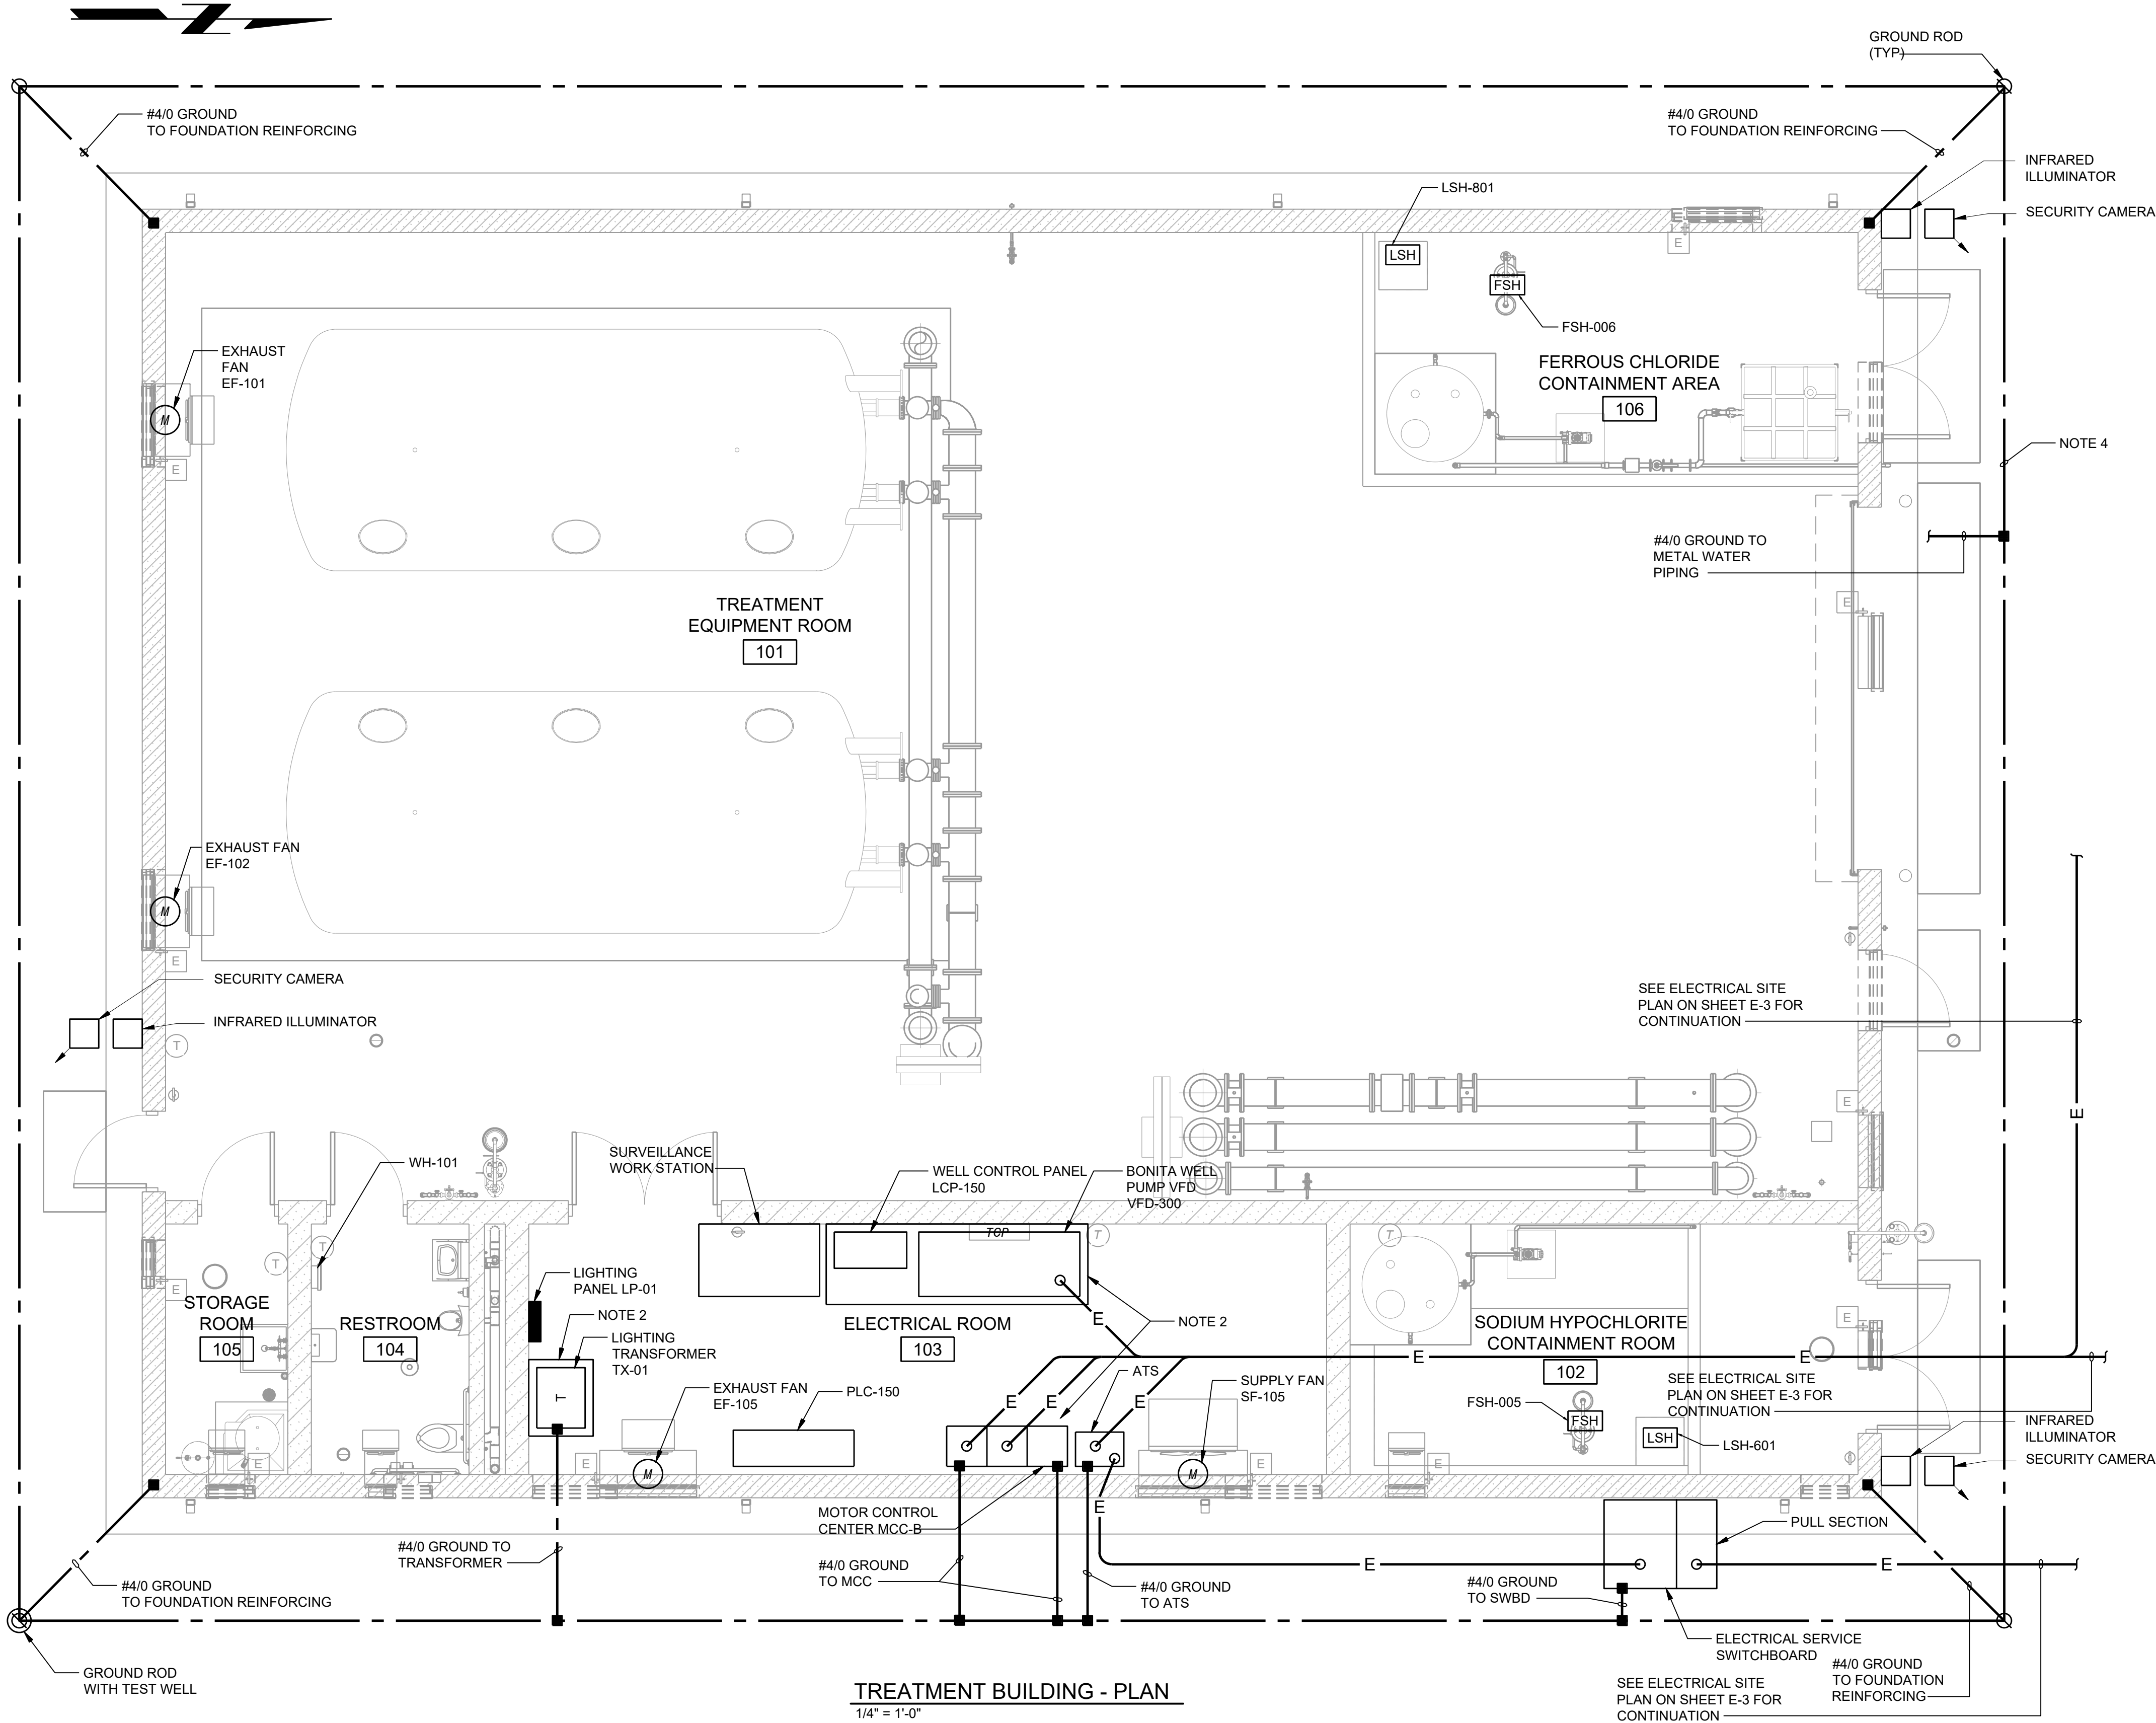 GROUND ROD
(TYP)
#4/0 GROUND
TO FOUNDATION REINFORCING
#4/0 GROUND
TO FOUNDATION REINFORCING
INFRARED
ILLUMINATOR
SECURITY CAMERA
LSH-801
LSH
FSH
FSH-006
E
FERROUS CHLORIDE
CONTAINMENT AREA
106
EXHAUST
FAN
EF-101
M
E
NOTE 4
#4/0 GROUND TO
METAL WATER
PIPING
E
TREATMENT
EQUIPMENT ROOM
101
EXHAUST FAN
EF-102
M
E
SECURITY CAMERA
INFRARED ILLUMINATOR
T
SEE ELECTRICAL SITE
PLAN ON SHEET E-3 FOR
CONTINUATION
E
E
SURVEILLANCE
WORK STATION
WH-101
WELL CONTROL PANEL
LCP-150
BONITA WELL
PUMP VFD
VFD-300
TCP
T
T
T
T
E
LIGHTING
PANEL LP-01
NOTE 2
LIGHTING
TRANSFORMER
TX-01
T
STORAGE
ROOM
105
RESTROOM
104
ELECTRICAL ROOM
103
E
NOTE 2
SODIUM HYPOCHLORITE
CONTAINMENT ROOM
102
E
E
E
ATS
EXHAUST FAN
EF-105
PLC-150
SUPPLY FAN
SF-105
E
E
E
FSH-005
FSH
LSH
LSH-601
SEE ELECTRICAL SITE
PLAN ON SHEET E-3 FOR
CONTINUATION
INFRARED
ILLUMINATOR
SECURITY CAMERA
E
E
M
M
E
E
MOTOR CONTROL
CENTER MCC-B
E
PULL SECTION
#4/0 GROUND TO
TRANSFORMER
#4/0 GROUND
TO MCC
E
E
#4/0 GROUND
TO FOUNDATION REINFORCING
#4/0 GROUND
TO ATS
#4/0 GROUND
TO SWBD
ELECTRICAL SERVICE
SWITCHBOARD
#4/0 GROUND
TO FOUNDATION
REINFORCING
GROUND ROD
WITH TEST WELL
SEE ELECTRICAL SITE
PLAN ON SHEET E-3 FOR
CONTINUATION
TREATMENT BUILDING - PLAN
1/4" = 1'-0"